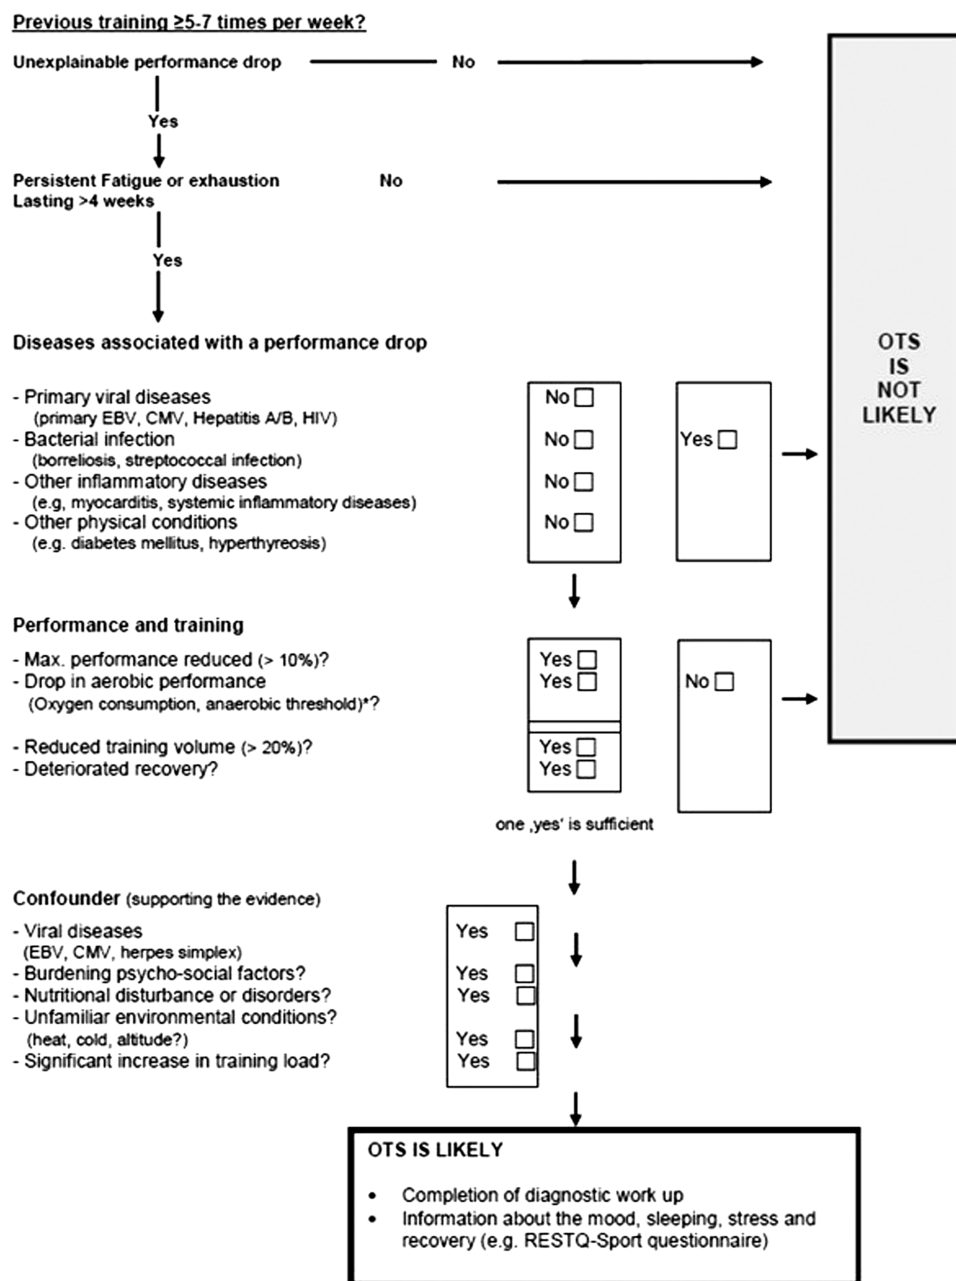 Previous training ≥5-7 times per week?
Unexplainable performance drop No
Yes
Persistent Fatigue or exhaustion No
Lasting >4 weeks
Yes
Diseases associated with a performance drop
OTS
IS
NOT
LIKELY
- Primary viral diseases No
(primary EBV, CMV, Hepatitis A/B, HIV)
- Bacterial infection No Yes
(borreliosis, streptococcal infection)
- Other inflammatory diseases No
(e.g, myocarditis, systemic inflammatory diseases)
- Other physical conditions No
(e.g. diabetes mellitus, hyperthyreosis)
Performance and training
- Max. performance reduced (> 10%)? Yes
- Drop in aerobic performance Yes No
(Oxygen consumption, anaerobic threshold)*?
- Reduced training volume (> 20%)? Yes
- Deteriorated recovery? Yes
one ‚yes‘ is sufficient
Confounder (supporting the evidence)
- Viral diseases Yes
(EBV, CMV, herpes simplex)
- Burdening psycho-social factors? Yes
- Nutritional disturbance or disorders? Yes
- Unfamiliar environmental conditions?
(heat, cold, altitude?) Yes
- Significant increase in training load? Yes
OTS IS LIKELY
• Completion of diagnostic work up
• Information about the mood, sleeping, stress and
recovery (e.g. RESTQ-Sport questionnaire)